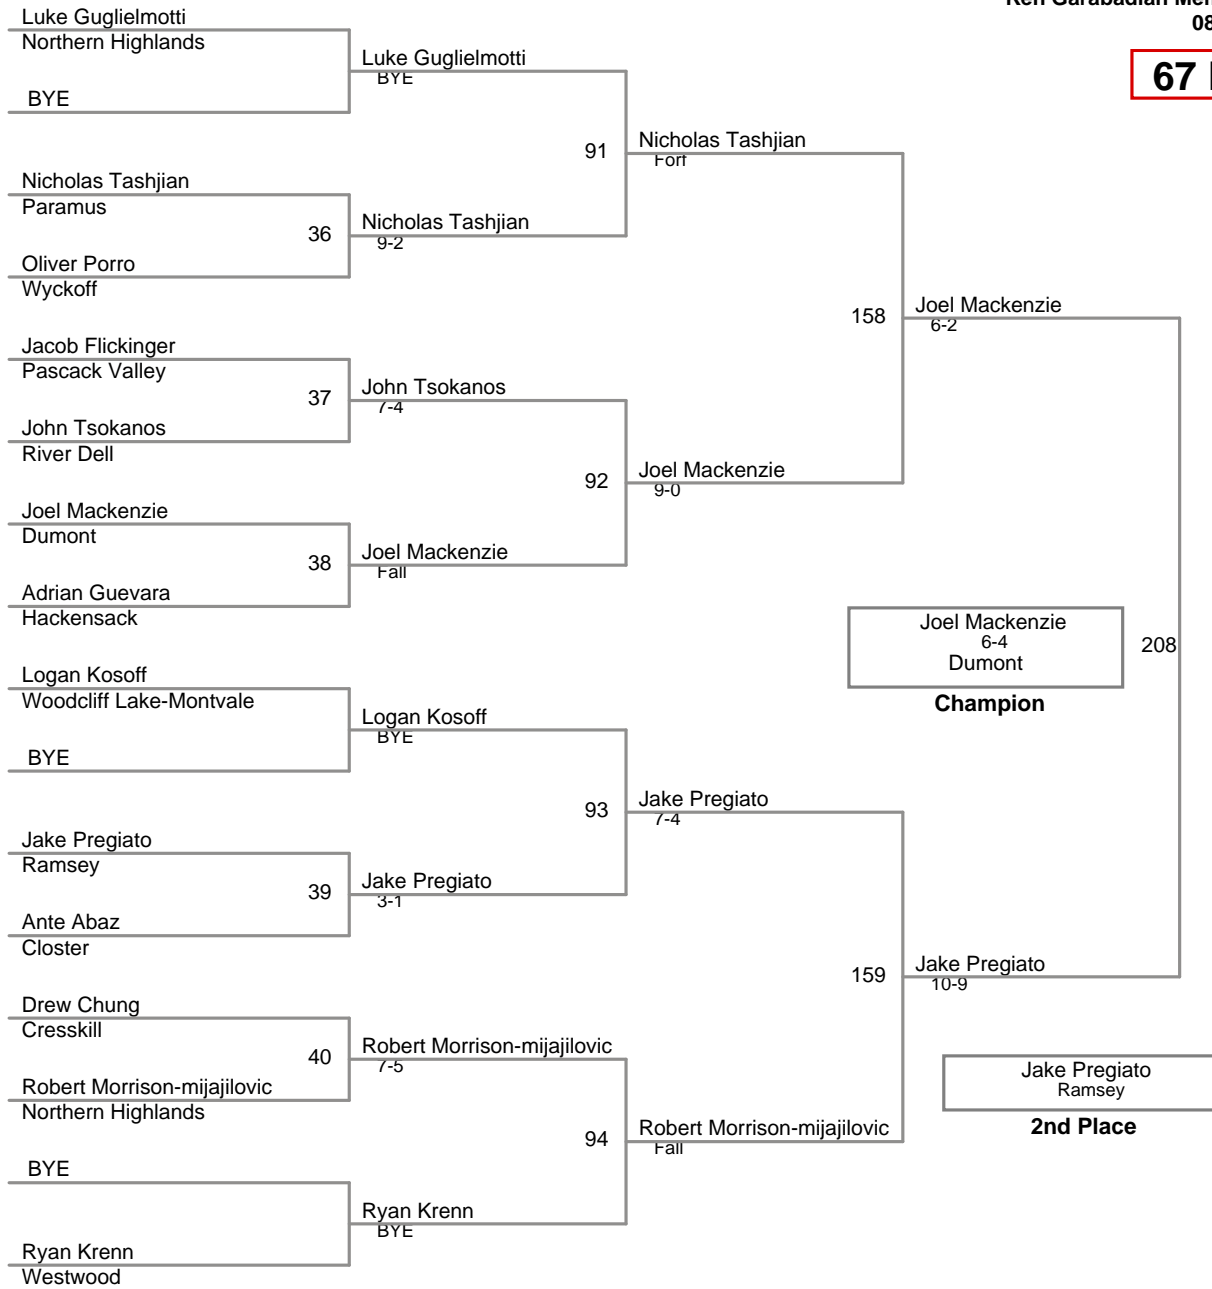 Ken Garabadian
08
67
Luke Guglielmotti
Northern Highlands
BYE
Nicholas Tashjian
Paramus
Oliver Porro
Wyckoff
Jacob Flickinger
Pascack Valley
John Tsokanos
River Dell
Joel Mackenzie
Dumont
Adrian Guevara
Hackensack
Logan Kosoff
Woodcliff Lake-Montvale
BYE
Jake Pregiato
Ramsey
Ante Abaz
Closter
Drew Chung
Cresskill
Robert Morrison-mijajilovic
Northern Highlands
BYE
Ryan Krenn
Westwood
36
37
38
39
40
Luke Guglielmotti
BYE
Nicholas Tashjian
9-2
John Tsokanos
7-4
Joel Mackenzie
Fall
Logan Kosoff
BYE
Jake Pregiato
3-1
Robert Morrison-mijajilovic
7-5
Ryan Krenn
BYE
91
92
93
94
Nicholas Tashjian
Forf
Joel Mackenzie
9-0
Jake Pregiato
7-4
Robert Morrison-mijajilovic
Fall
158
159
Joel Mackenzie
6-2
Jake Pregiato
10-9
208
Joel Mackenzie
6-4
Dumont
Champion
Jake Pregiato
Ramsey
2nd Place